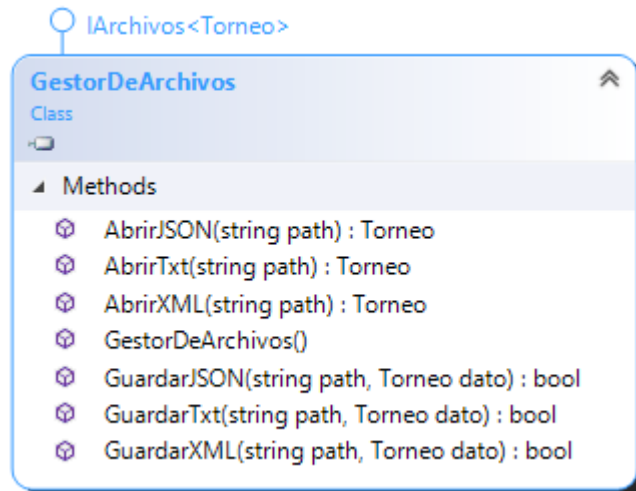 IArchivos<Torneo>
GestorDeArchivos
Class
Methods
AbrirJSON(string path) : Torneo
AbrirTxt(string path) : Torneo
AbrirXML(string path) : Torneo
GestorDeArchivos()
GuardarJSON(string path, Torneo dato) : bool
GuardarTxt(string path, Torneo dato) : bool
GuardarXML(string path, Torneo dato) : bool